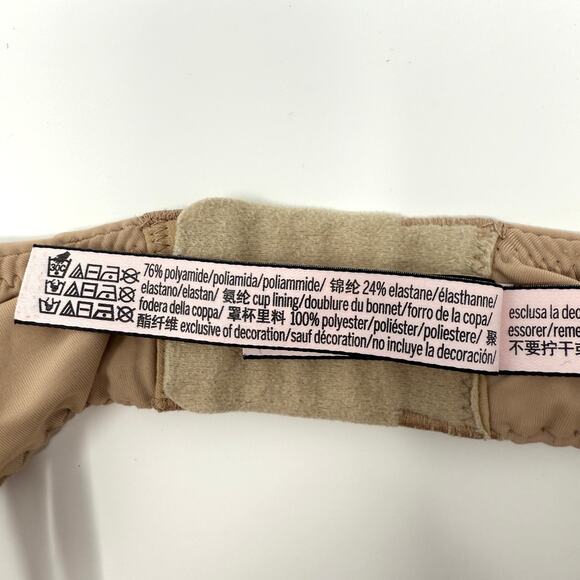 76% polyamide/poliamida/poliammide/ 锦纶 24% elastane/élasthanne/
elastano/elastan/ 氨纶 cup lining/doublure du bonnet/forro de la copa/
fodera della coppa/ 罩杯里料 100% polyester/poliéster/poliestere/ 聚
酯纤维 exclusive of decoration/sauf décoration/no incluye la decoración/
esclusa la dec
essorer/reme
不要拧干或